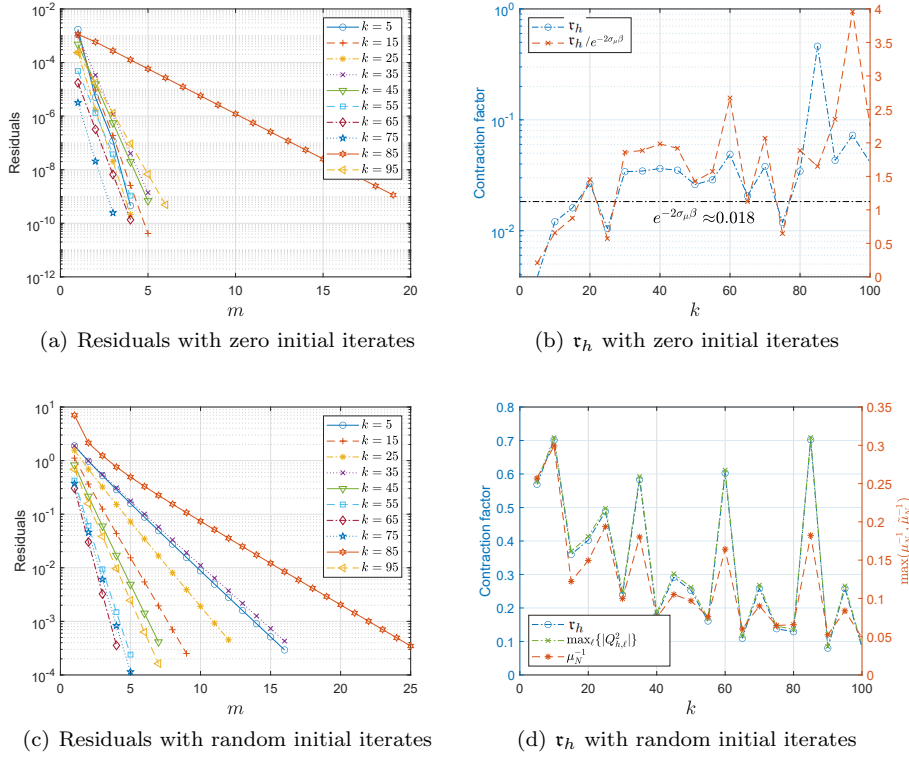 10^0
10^-2
10^-4
10^-6
10^-8
10^-10
10^-12
Residuals
0 5 10 15 20
m
k = 5
k = 15
k = 25
k = 35
k = 45
k = 55
k = 65
k = 75
k = 85
k = 95
(a) Residuals with zero initial iterates
10^0
10^-1
10^-2
Contraction factor
𝔯_h
𝔯_h/e^{-2σ_μβ}
e^{-2σ_μβ} ≈0.018
4
3.5
3
2.5
2
1.5
1
0.5
0
0 20 40 60 80 100
k
(b) 𝔯_h with zero initial iterates
10^1
10^0
10^-1
10^-2
10^-3
10^-4
Residuals
0 5 10 15 20 25
m
k = 5
k = 15
k = 25
k = 35
k = 45
k = 55
k = 65
k = 75
k = 85
k = 95
(c) Residuals with random initial iterates
0.8
0.7
0.6
0.5
0.4
0.3
0.2
0.1
0
Contraction factor
𝔯_h
max_ℓ{|Q^2_{h,ℓ}|}
μ_N^{-1}
0.35
0.3
0.25
0.2
0.15
0.1
0.05
0
max(μ_N^{-1}, μ̃_N^{-1})
0 20 40 60 80 100
k
(d) 𝔯_h with random initial iterates